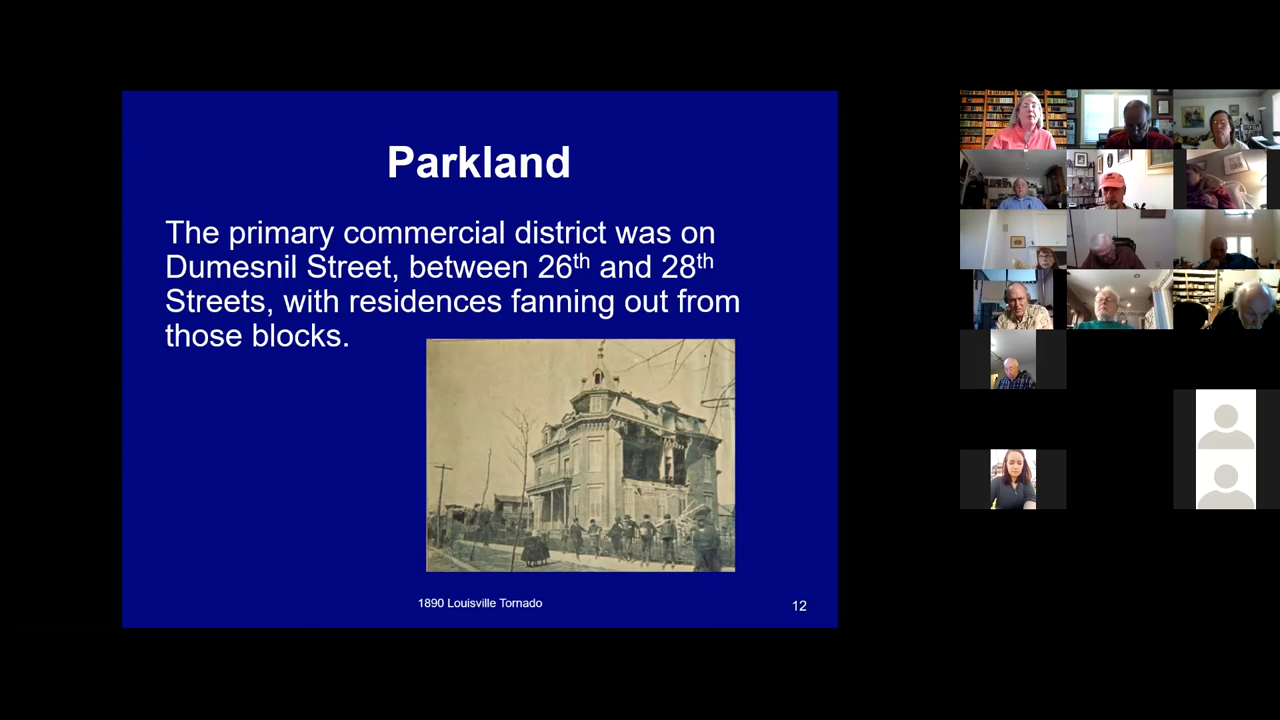 Parkland
The primary commercial district was on
Dumesnil Street, between 26th and 28th
Streets, with residences fanning out from
those blocks.
1890 Louisville Tornado
12